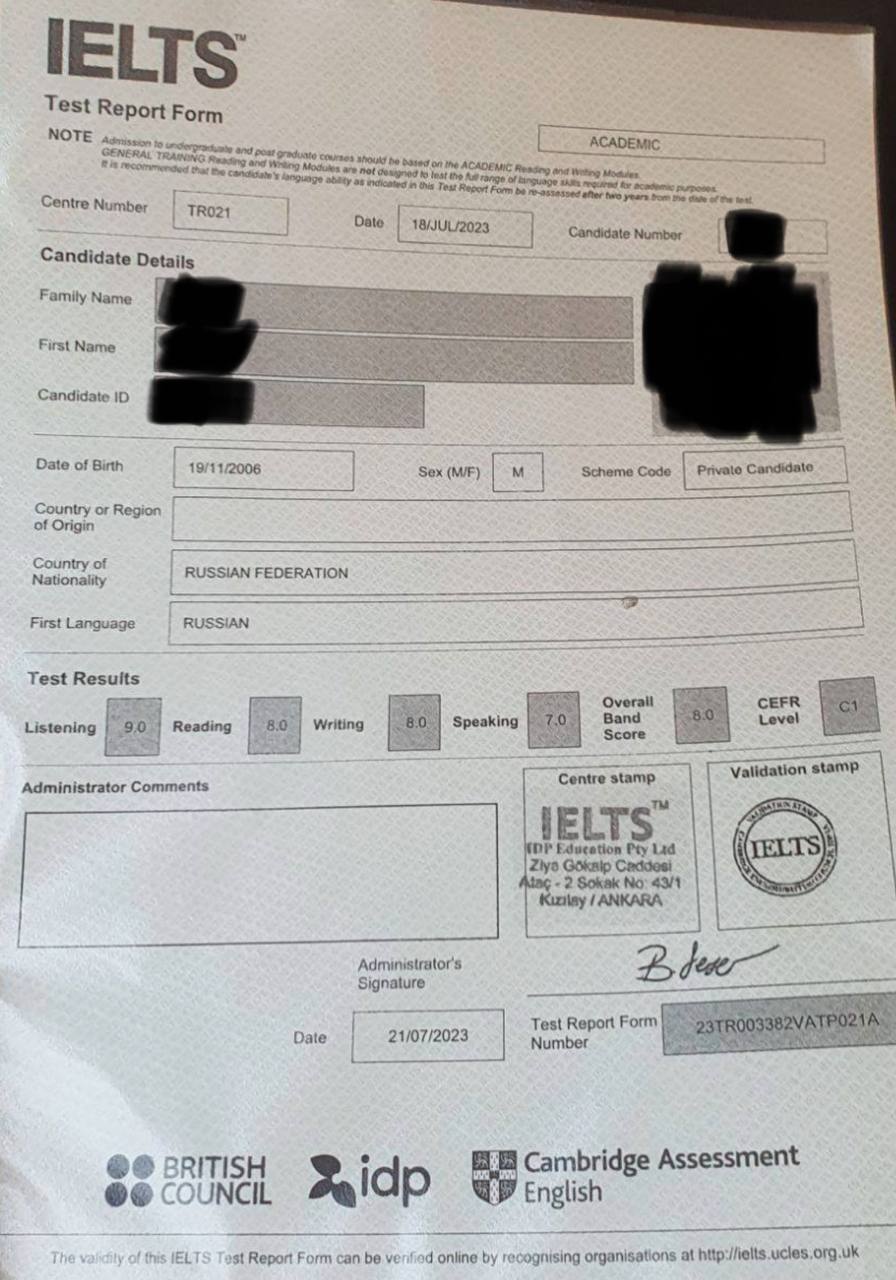 IELTS™
Test Report Form
ACADEMIC
NOTE Admission to undergraduate and post graduate courses should be based on the ACADEMIC Reading and Writing Modules.
GENERAL TRAINING Reading and Writing Modules are not designed to test the full range of language skills required for academic purposes.
It is recommended that the candidate's language ability as indicated in this Test Report Form be re-assessed after two years from the date of the test.
Centre Number TR021 Date 18/JUL/2023 Candidate Number
Candidate Details
Family Name
First Name
Candidate ID
Date of Birth 19/11/2006 Sex (M/F) M Scheme Code Private Candidate
Country or Region
of Origin
Country of
Nationality RUSSIAN FEDERATION
First Language RUSSIAN
Test Results
Listening 9.0 Reading 8.0 Writing 8.0 Speaking 7.0 Overall Band Score 8.0 CEFR Level C1
Administrator Comments
Centre stamp
IELTS™
IDP Education Pty Ltd
Ziya Gökalp Caddesi
Ataç - 2 Sokak No: 43/1
Kızılay / ANKARA
Validation stamp
VALIDATION STAMP
IELTS
Administrator's
Signature
Date 21/07/2023
Test Report Form
Number 23TR003382VATP021A
BRITISH
COUNCIL
idp
Cambridge Assessment
English
The validity of this IELTS Test Report Form can be verified online by recognising organisations at http://ielts.ucles.org.uk